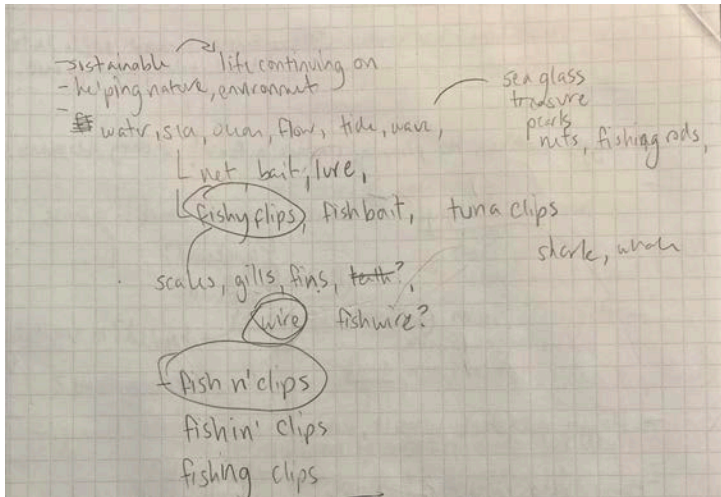 - sistainable life continuing on
- helping nature, environment
-
sea glass
treasure
pearls
water, sea, ocean, flow, tide, wave,
nets, fishing rods,
net bait, lure,
fishy flips, fishbait, tuna clips
shark, whale
scales, gills, fins, teeth?,
wire fishwire?
- fish n' clips
fishin' clips
fishing clips